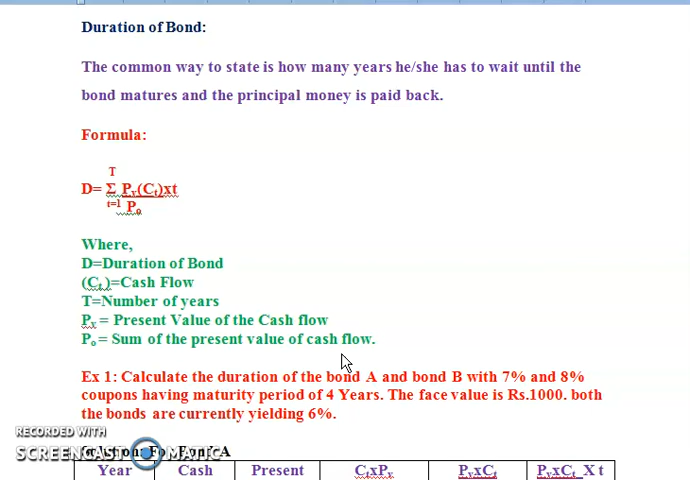 Duration of Bond:
The common way to state is how many years he/she has to wait until the
bond matures and the principal money is paid back.
Formula:
T
D= Σ Pv(Ct)xt
t=1 Po
Where,
D=Duration of Bond
(Ct)=Cash Flow
T=Number of years
Pv = Present Value of the Cash flow
Po = Sum of the present value of cash flow.
Ex 1: Calculate the duration of the bond A and bond B with 7% and 8%
coupons having maturity period of 4 Years. The face value is Rs.1000. both
the bonds are currently yielding 6%.
RECORDED WITH
SCREENCAST MATIC
A
Year Cash Present CtxPv PvxCt PvxCt X t